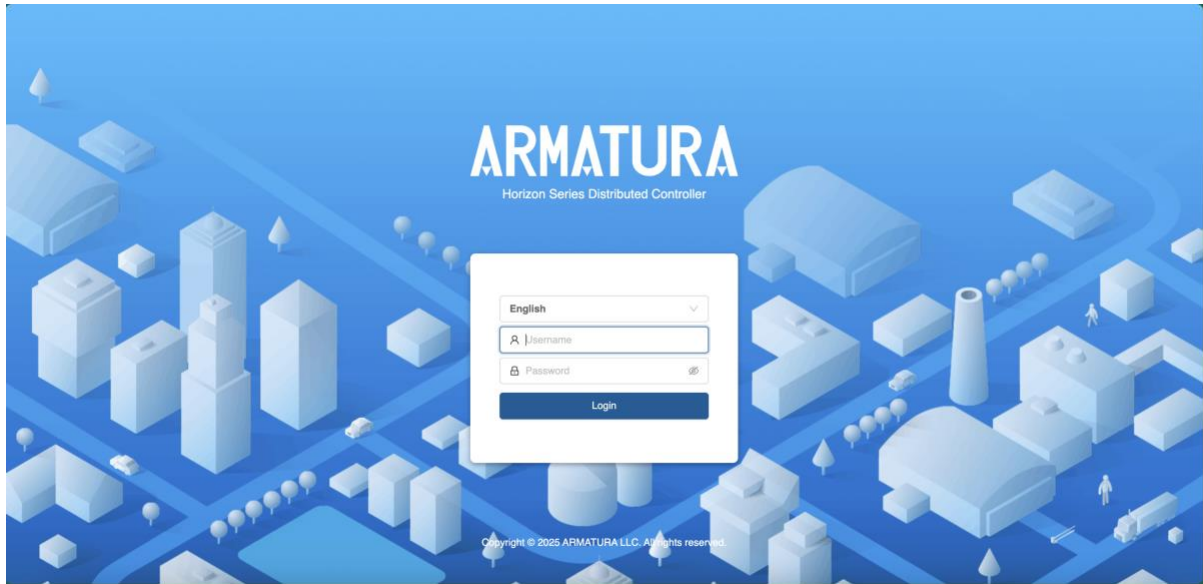 ARMATURA
Horizon Series Distributed Controller
English
Username
Password
Login
Copyright © 2025 ARMATURA LLC. All rights reserved.